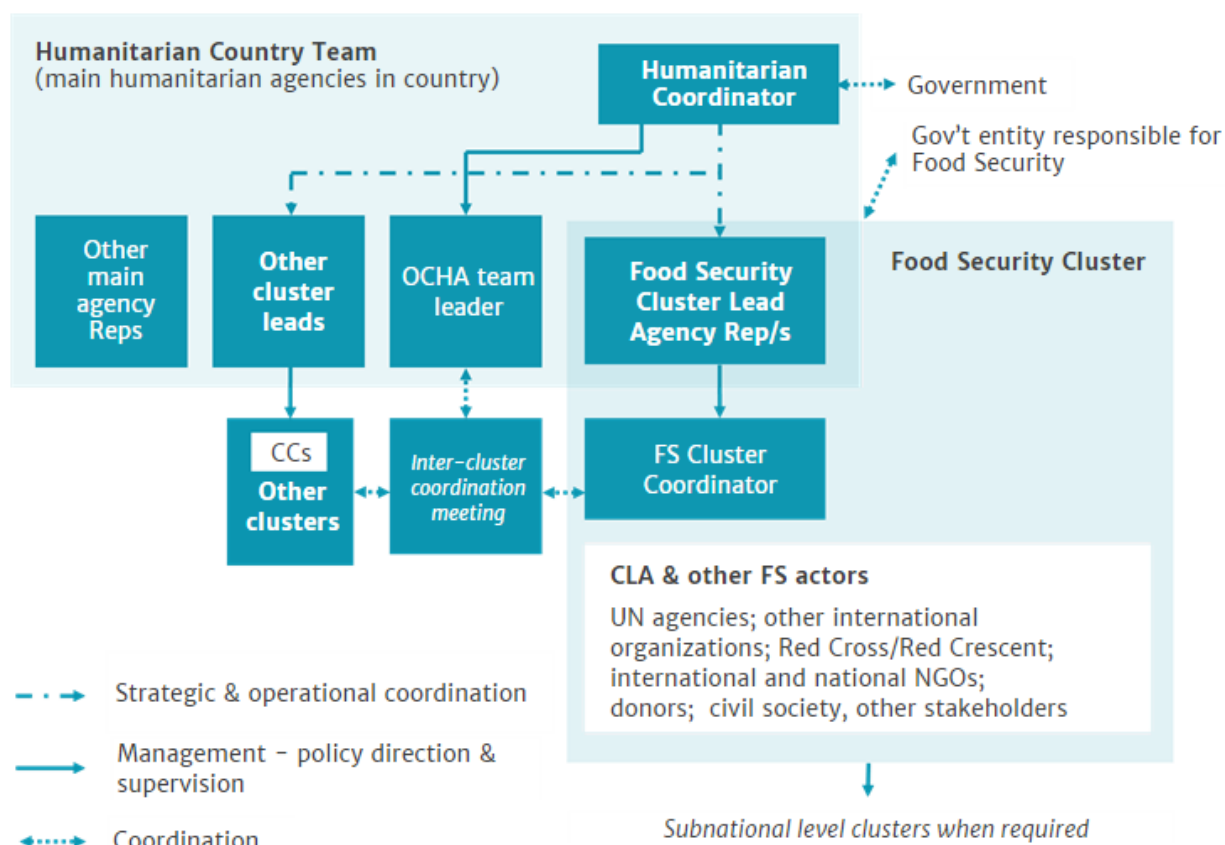 Humanitarian Country Team
(main humanitarian agencies in country)
Humanitarian
Coordinator
Government
Gov't entity responsible for
Food Security
Other
main
agency
Reps
Other
cluster
leads
OCHA team
leader
Food Security
Cluster Lead
Agency Rep/s
Food Security Cluster
CCs
Other
clusters
Inter-cluster
coordination
meeting
FS Cluster
Coordinator
CLA & other FS actors
UN agencies; other international
organizations; Red Cross/Red Crescent;
international and national NGOs;
donors; civil society, other stakeholders
Strategic & operational coordination
Management - policy direction &
supervision
Coordination
Subnational level clusters when required